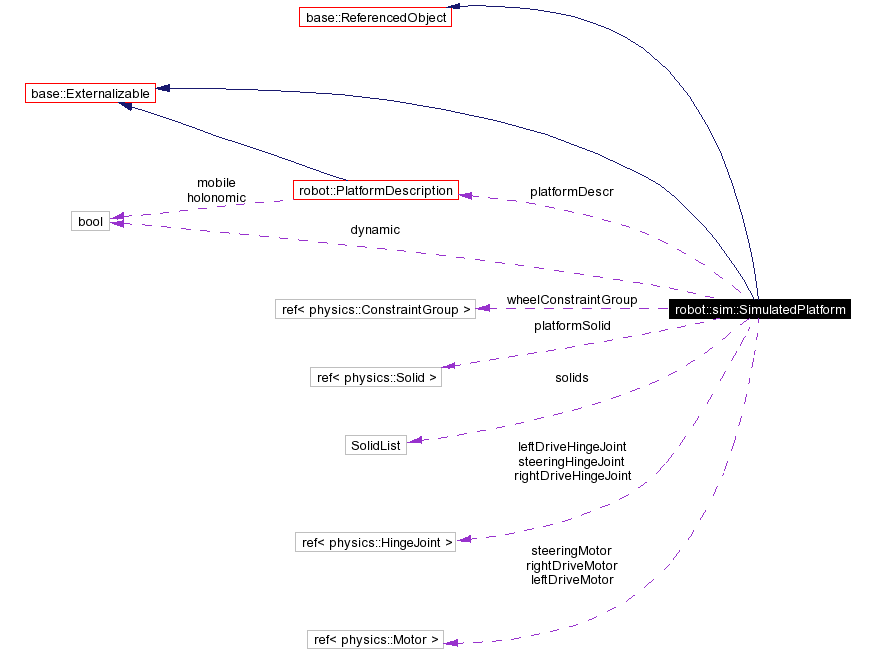 base::ReferencedObject
base::Externalizable
mobile
holonomic
robot::PlatformDescription
platformDescr
bool
dynamic
ref< physics::ConstraintGroup >
wheelConstraintGroup
robot::sim::SimulatedPlatform
platformSolid
ref< physics::Solid >
solids
SolidList
leftDriveHingeJoint
steeringHingeJoint
rightDriveHingeJoint
ref< physics::HingeJoint >
steeringMotor
rightDriveMotor
leftDriveMotor
ref< physics::Motor >